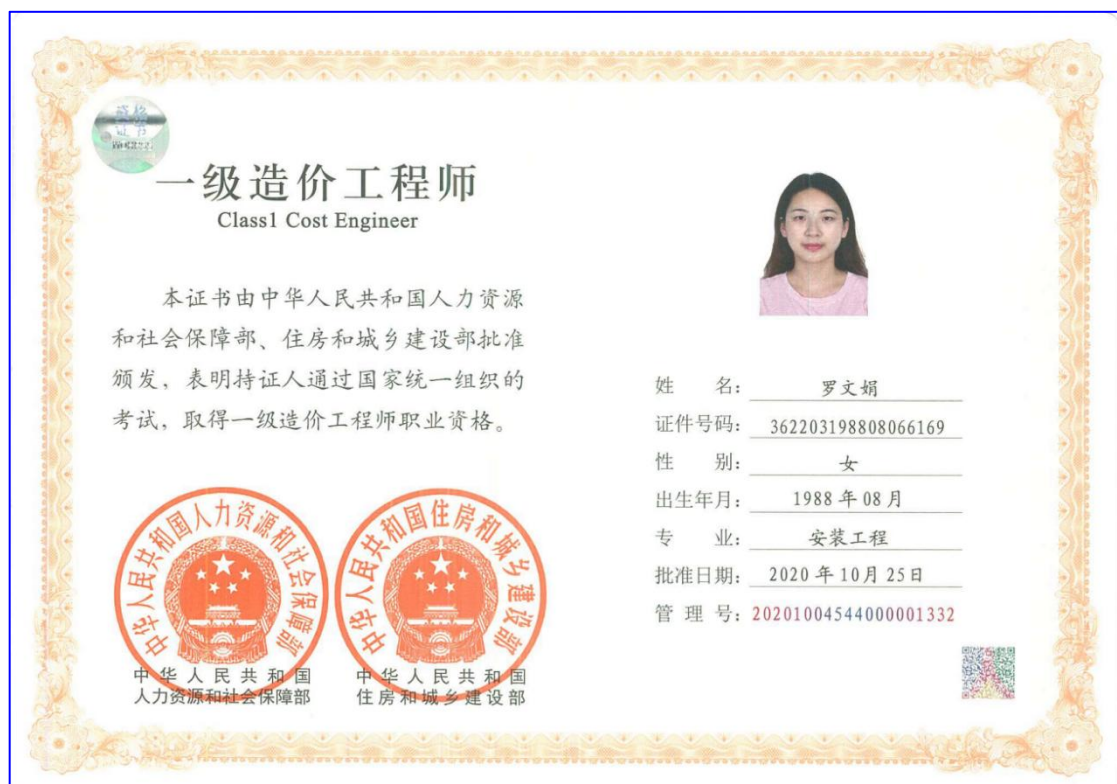 资格
证书
一级造价工程师
Class1 Cost Engineer
本证书由中华人民共和国人力资源
和社会保障部、住房和城乡建设部批准
颁发，表明持证人通过国家统一组织的
考试，取得一级造价工程师职业资格。
中华人民共和国人力资源和社会保障部
中华人民共和国住房和城乡建设部
中华人民共和国
人力资源和社会保障部
中华人民共和国
住房和城乡建设部
姓 名： 罗文娟
证件号码： 362203198808066169
性 别： 女
出生年月： 1988 年 08 月
专 业： 安装工程
批准日期： 2020 年 10 月 25 日
管 理 号： 20201004544000001332